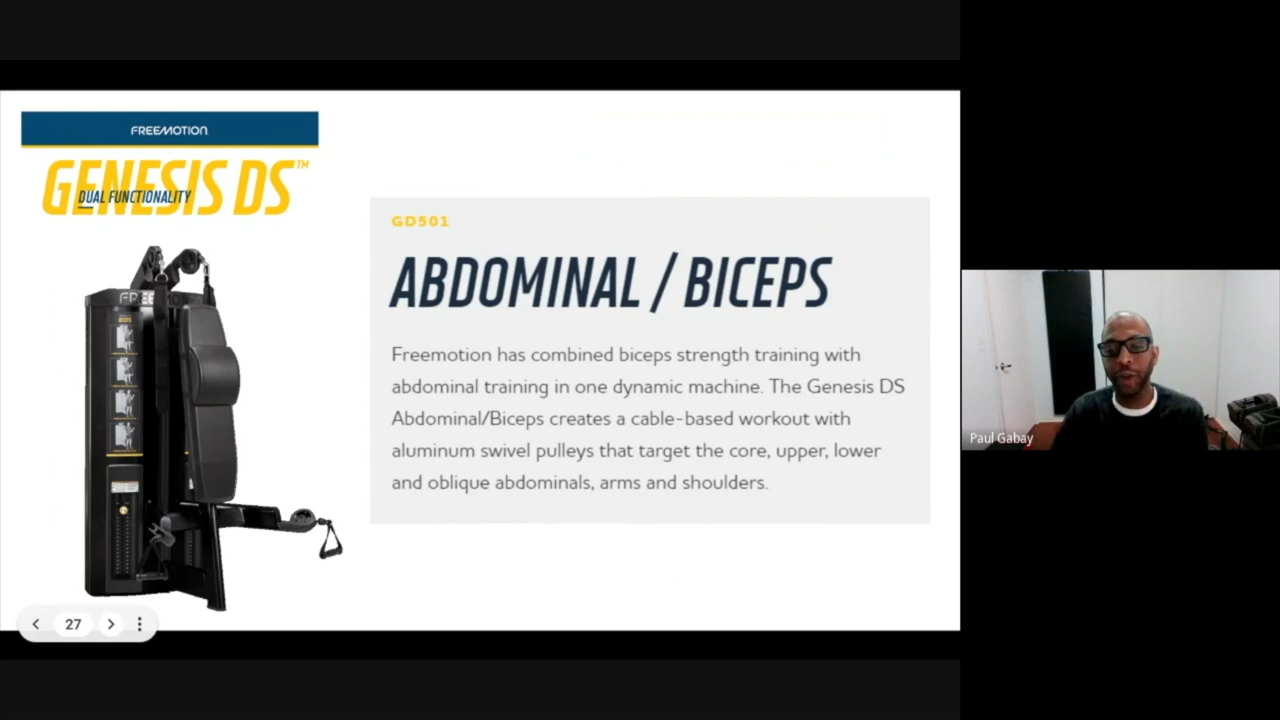 FREEMOTION
GENESIS DS™
DUAL FUNCTIONALITY
GD501
ABDOMINAL / BICEPS
Freemotion has combined biceps strength training with
abdominal training in one dynamic machine. The Genesis DS
Abdominal/Biceps creates a cable-based workout with
aluminum swivel pulleys that target the core, upper, lower
and oblique abdominals, arms and shoulders.
27
Paul Gabay